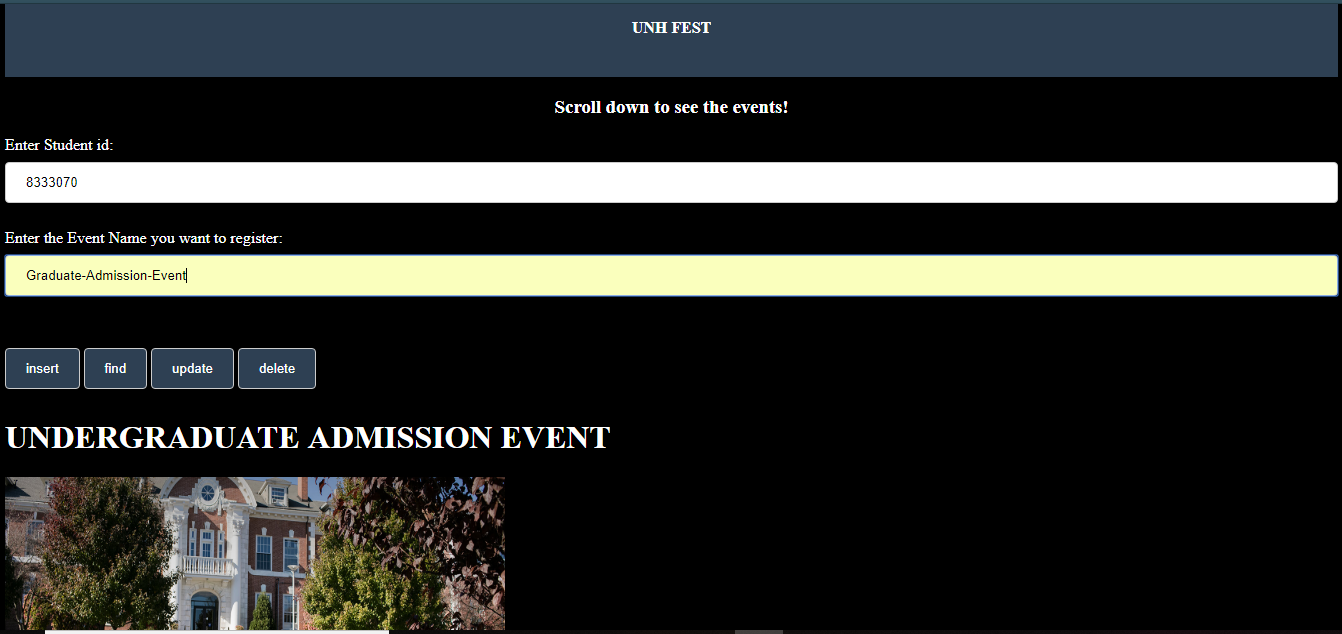 UNH FEST
Scroll down to see the events!
Enter Student id:
8333070
Enter the Event Name you want to register:
Graduate-Admission-Event
insert find update delete
UNDERGRADUATE ADMISSION EVENT